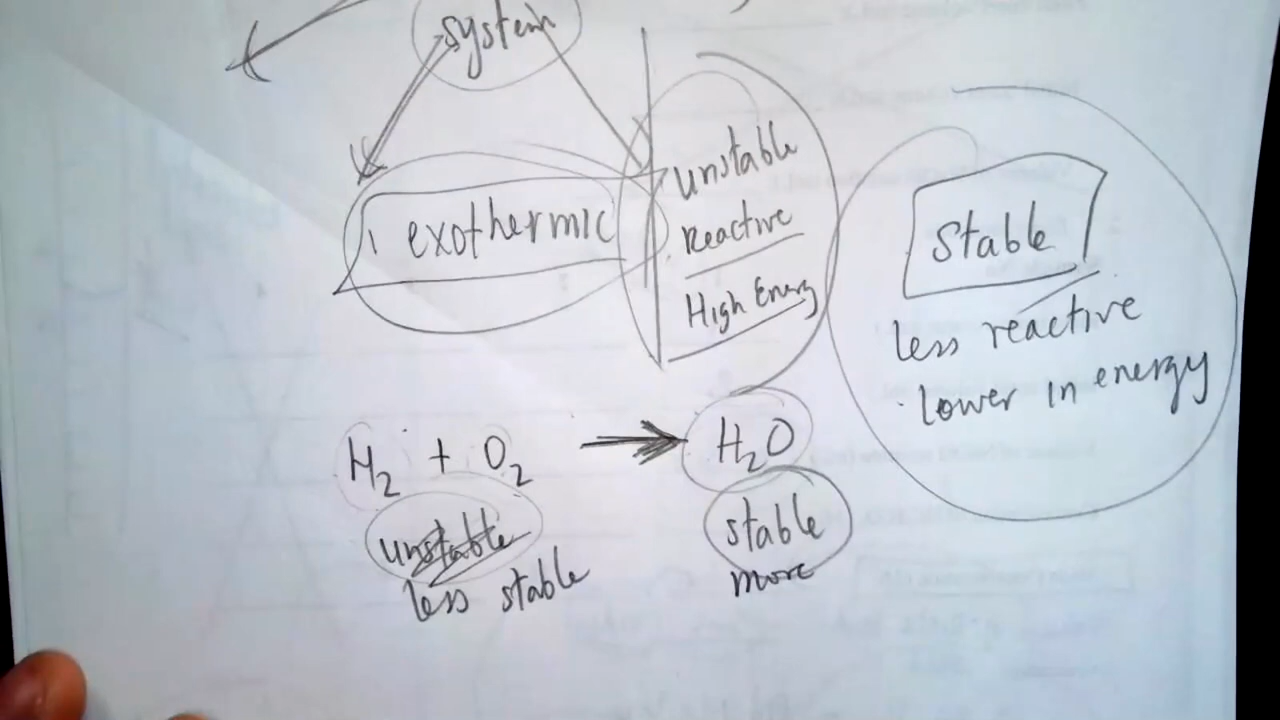 system
exothermic
unstable
Reactive
High Energy
Stable
less reactive
lower in energy
H2 + O2 → H2O
unstable
less stable
stable
more